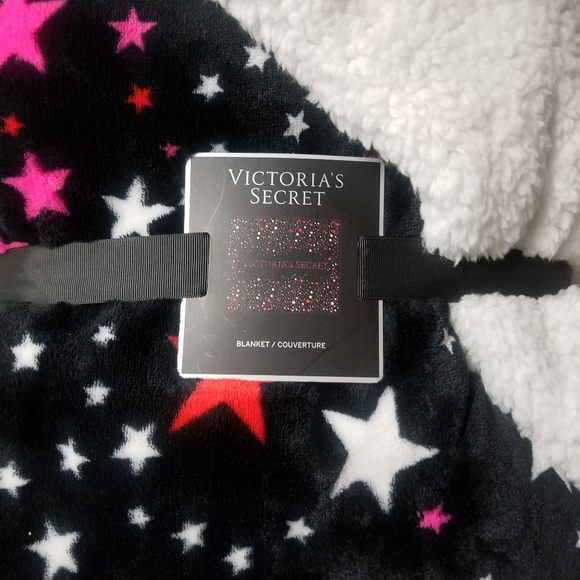 VICTORIA'S
SECRET
VICTORIA'S SECRET
BLANKET / COUVERTURE